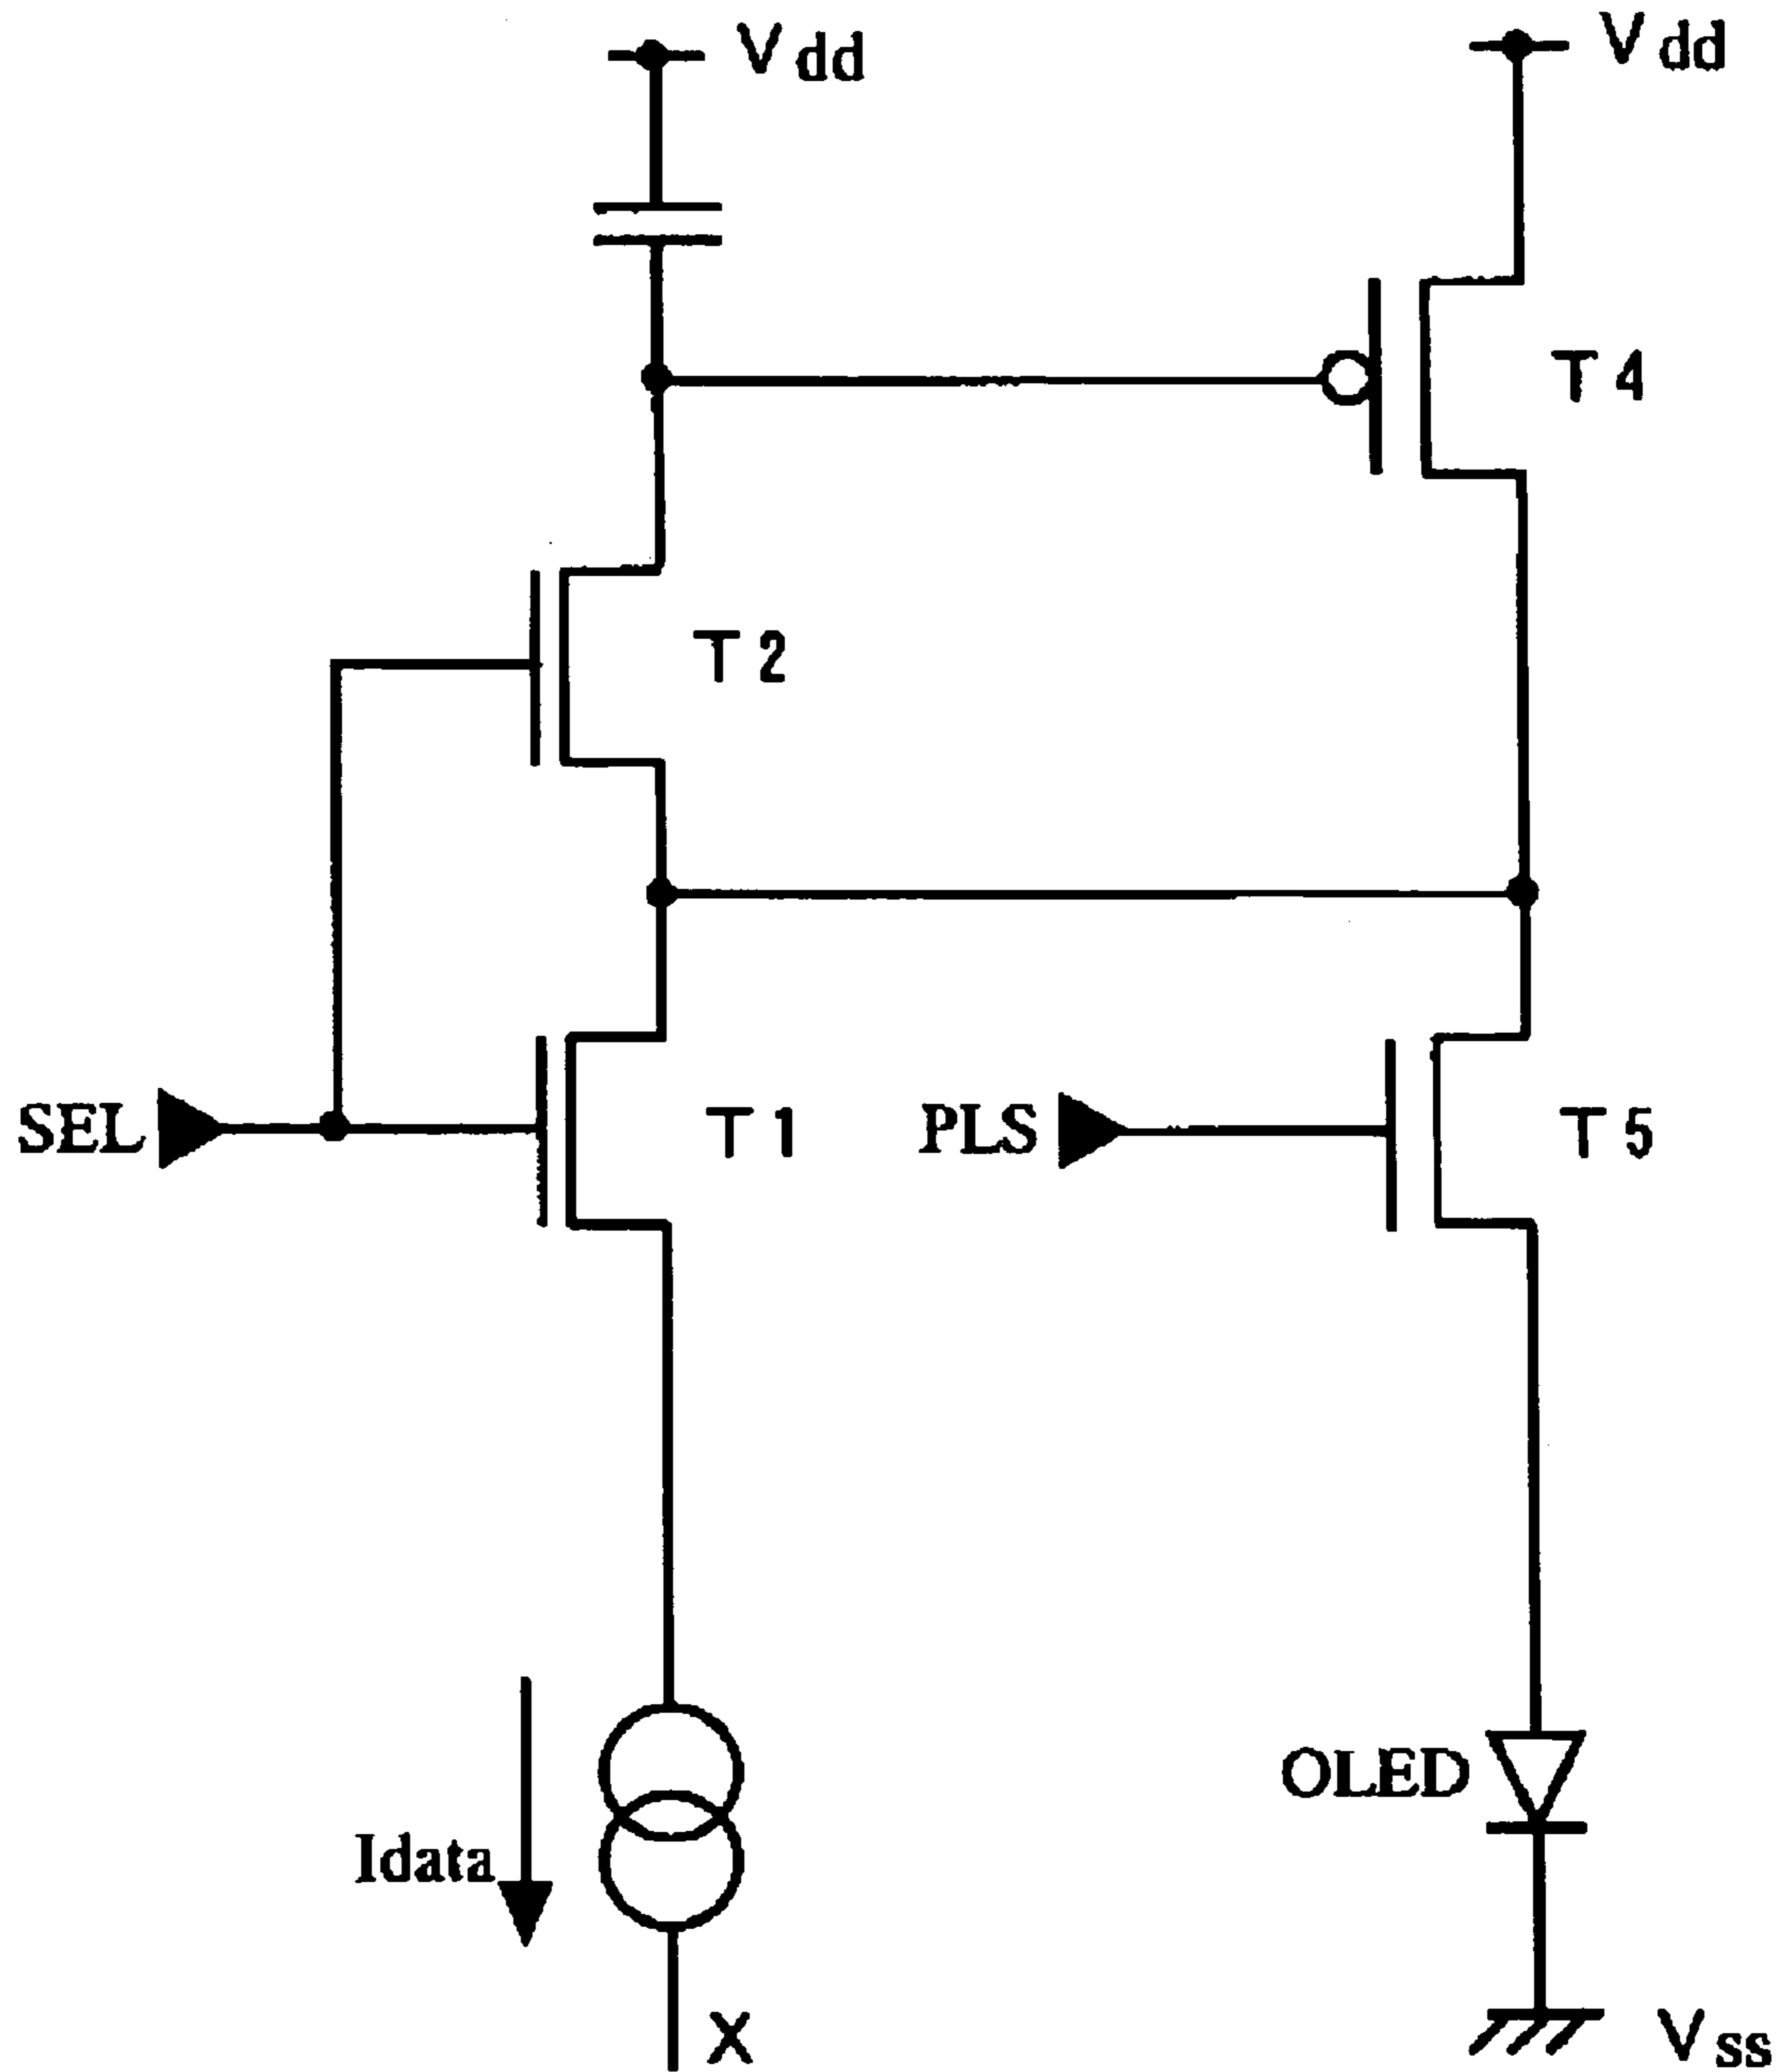 Vdd
Vdd
T4
T2
SEL
T1
PLS
T5
OLED
Idata
X
Vss